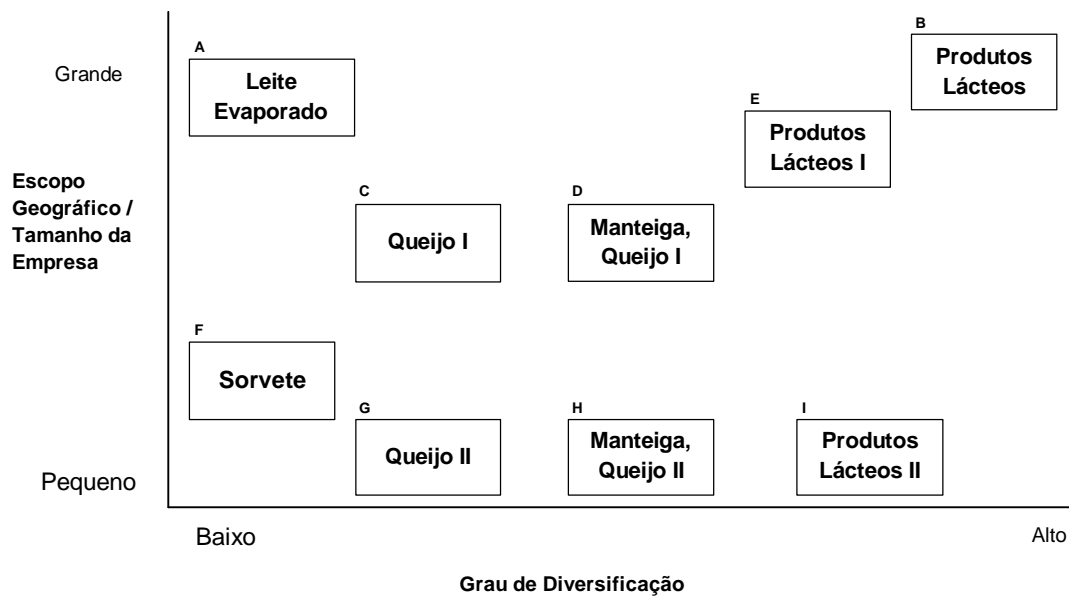 B
A
Grande
Leite
Evaporado
Produtos
Lácteos
E
Produtos
Lácteos I
Escopo
Geográfico /
Tamanho da
Empresa
C
Queijo I
D
Manteiga,
Queijo I
F
Sorvete
G
Queijo II
H
Manteiga,
Queijo II
I
Produtos
Lácteos II
Pequeno
Baixo
Alto
Grau de Diversificação